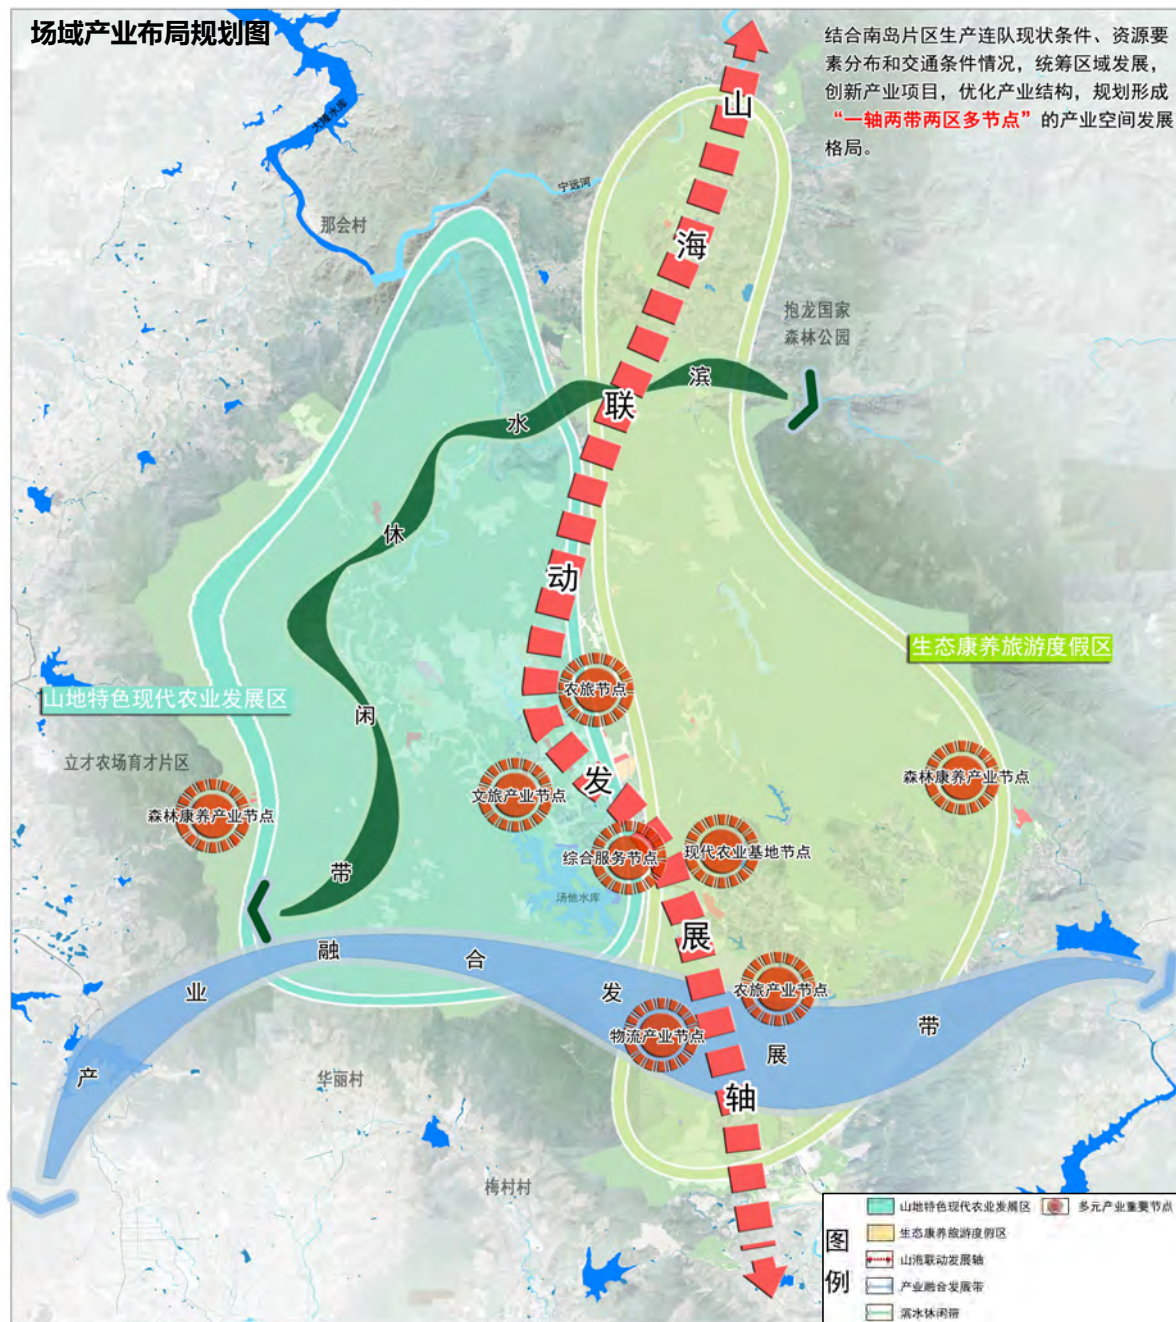 场域产业布局规划图
结合南岛片区生产连队现状条件、资源要
素分布和交通条件情况，统筹区域发展，
创新产业项目，优化产业结构，规划形成
“一轴两带两区多节点”的产业空间发展
格局。
大隆水库
宁远河
那会村
抱龙国家
森林公园
山海联动发展轴
滨水休闲带
生态康养旅游度假区
山地特色现代农业发展区
立才农场育才片区
农旅节点
文旅产业节点
森林康养产业节点
森林康养产业节点
综合服务节点
现代农业基地节点
汤他水库
农旅产业节点
物流产业节点
产业融合发展带
华丽村
梅村村
图例
山地特色现代农业发展区
多元产业重要节点
生态康养旅游度假区
山海联动发展轴
产业融合发展带
滨水休闲带